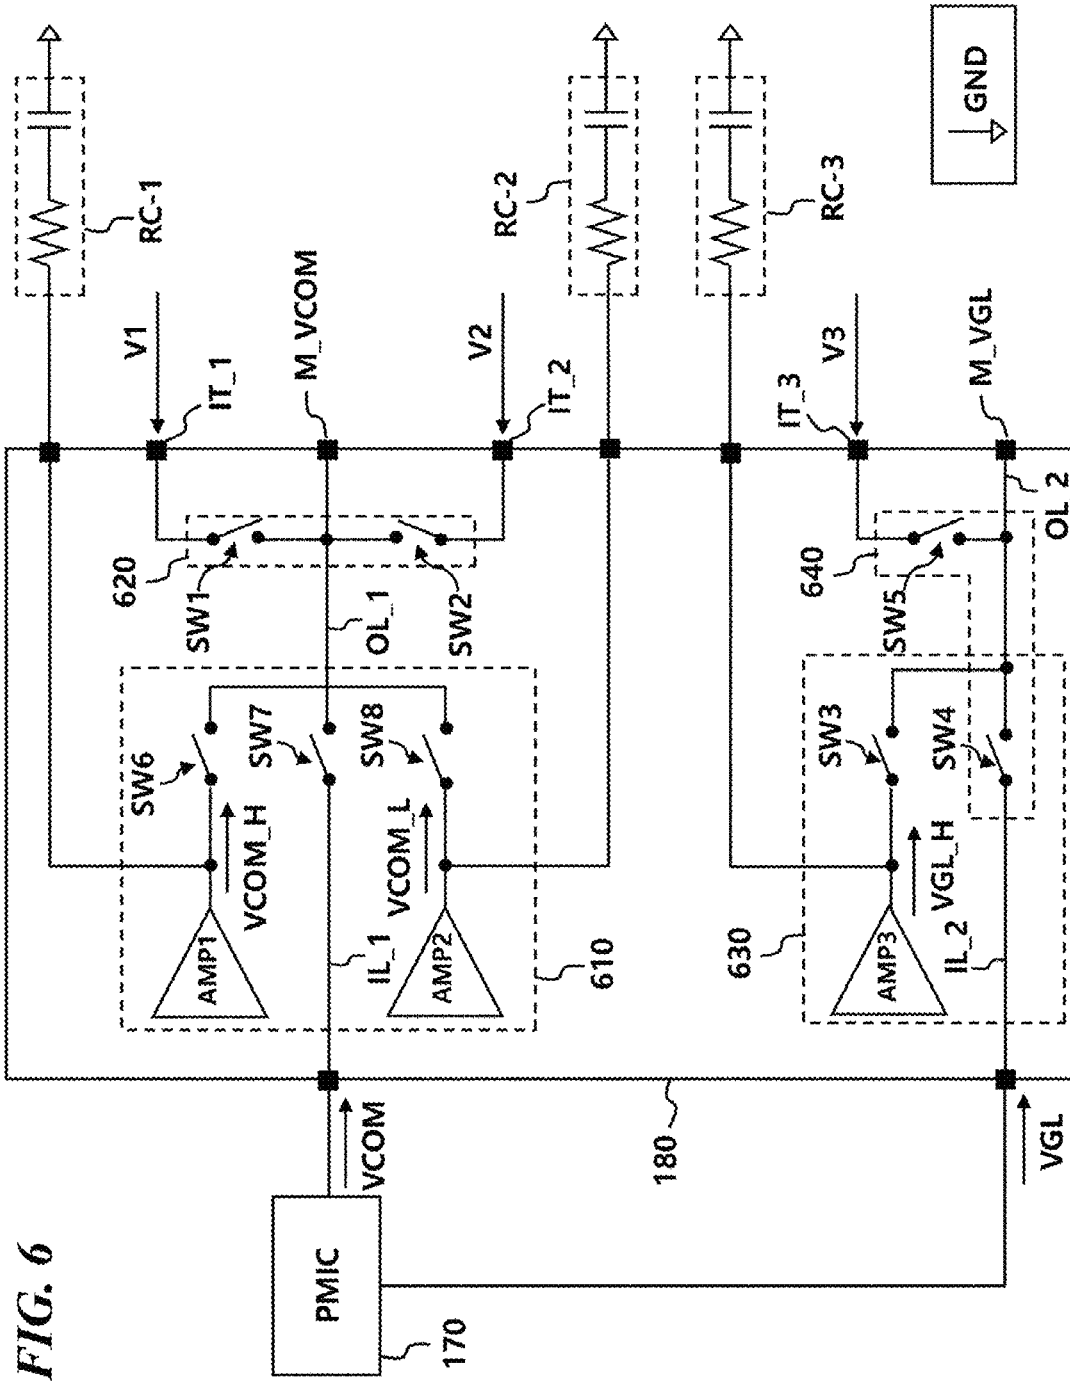 FIG. 6
170
PMIC
VCOM
180
VGL
AMP1
VCOM_H
SW6
IL_1
SW7
AMP2
VCOM_L
SW8
610
620
SW1
OL_1
SW2
630
AMP3
VGL_H
SW3
IL_2
SW4
640
SW5
OL_2
RC-1
V1
IT_1
M_VCOM
V2
IT_2
RC-2
RC-3
V3
IT_3
M_VGL
GND